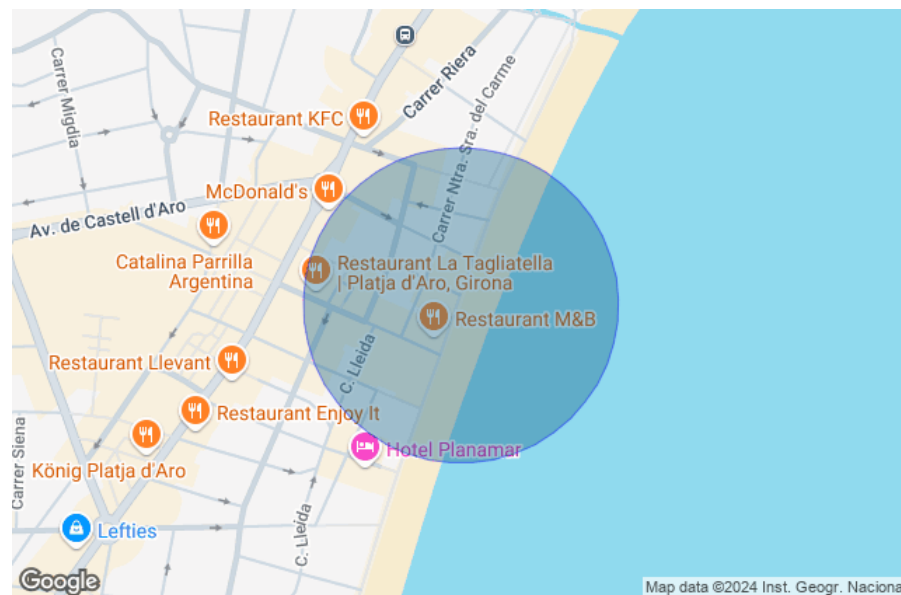 Carrer Migdia
Carrer Riera
Carrer Ntra. Sra. del Carme
Restaurant KFC
McDonald's
Av. de Castell d'Aro
Catalina Parrilla
Argentina
Restaurant La Tagliatella
| Platja d'Aro, Girona
Restaurant M&B
C. Lleida
Restaurant Llevant
Restaurant Enjoy It
König Platja d'Aro
Hotel Planamar
Carrer Siena
Lefties
C. Lleida
Google
Map data ©2024 Inst. Geogr. Naciona